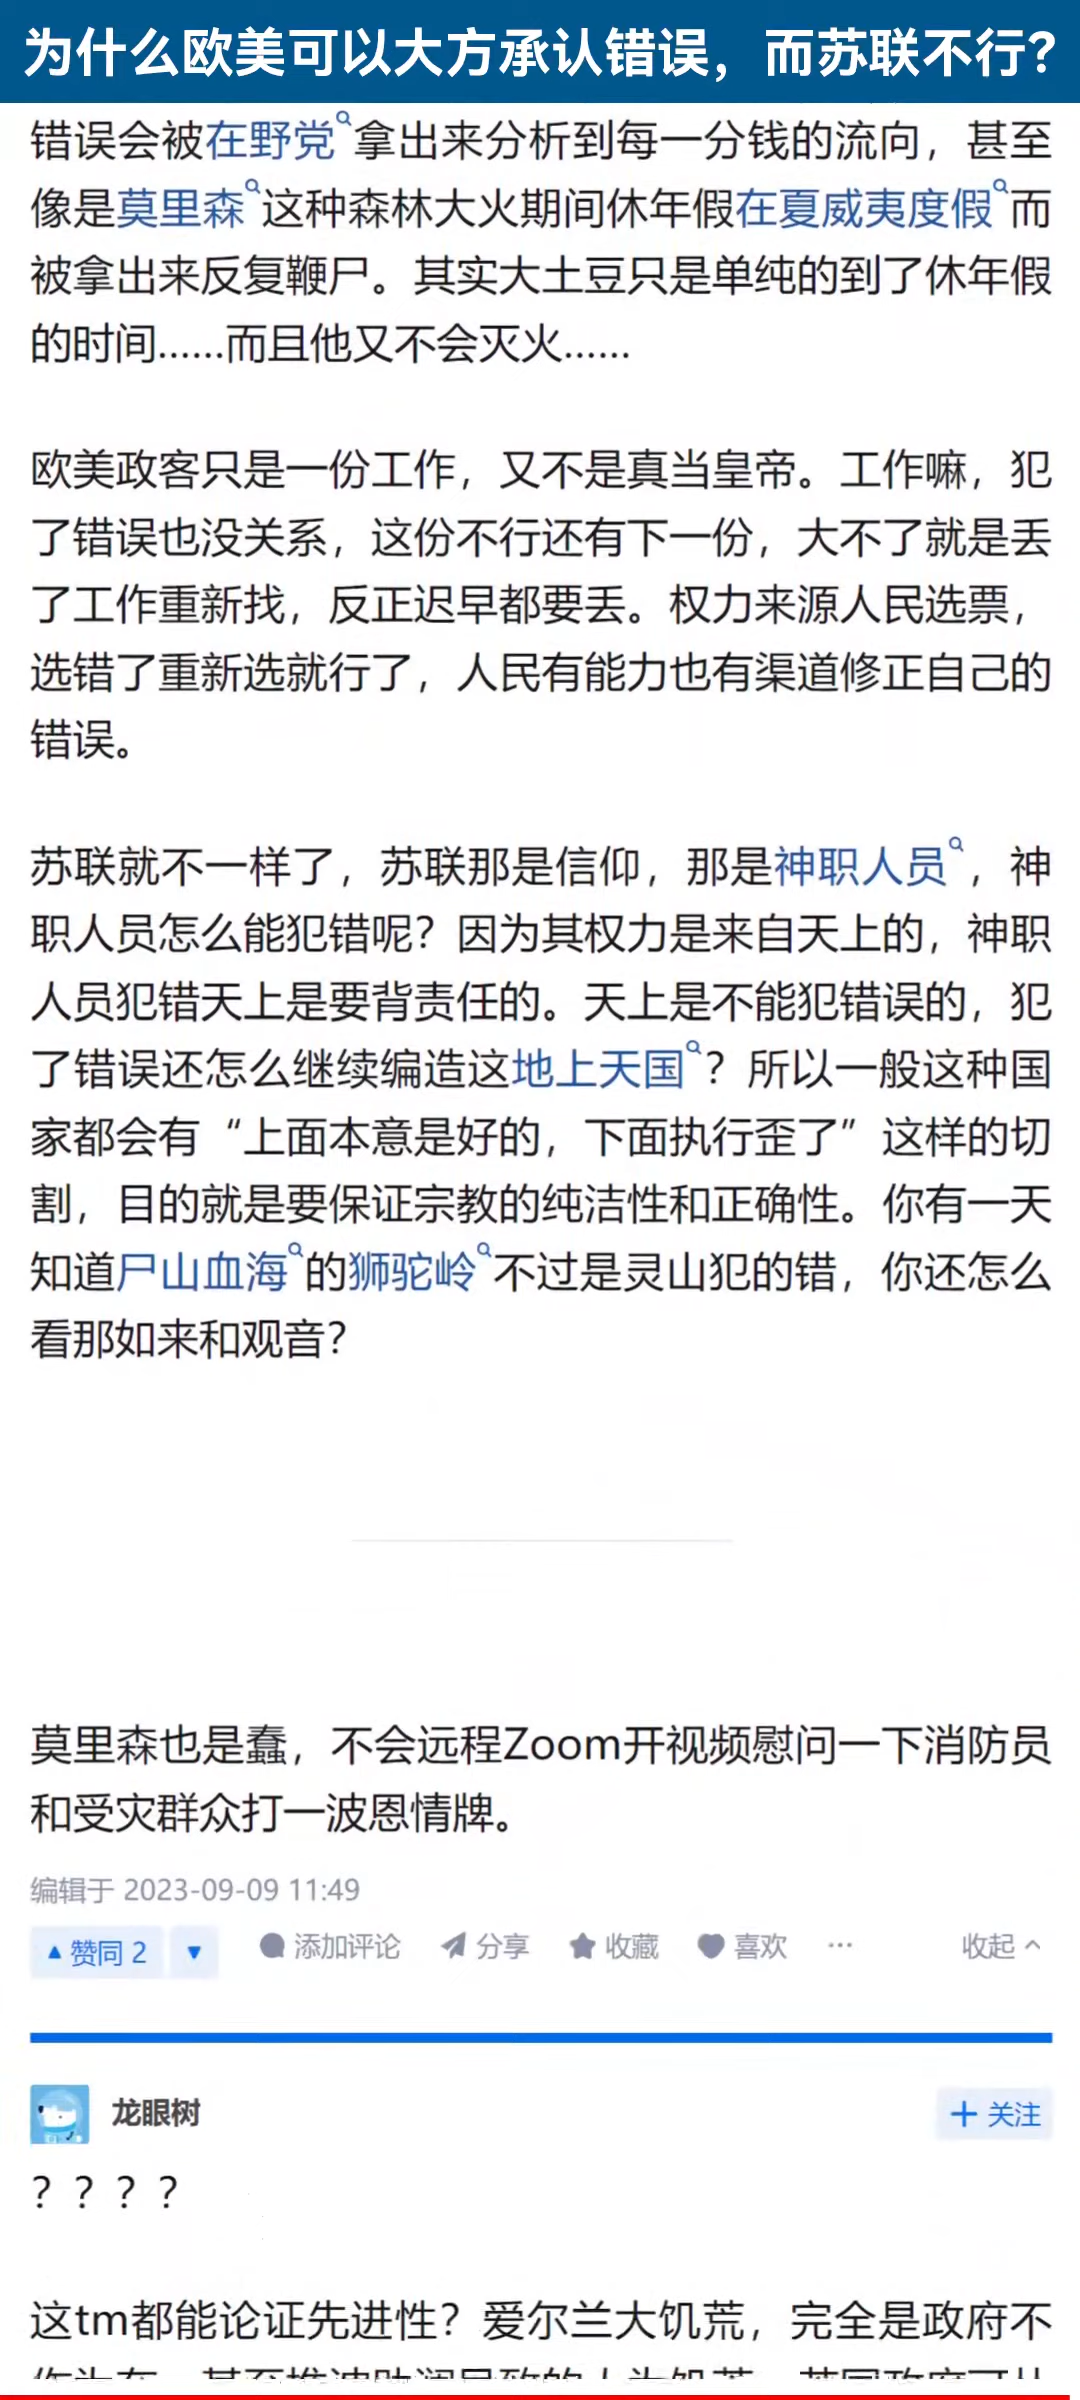 为什么欧美可以大方承认错误，而苏联不行？
错误会被在野党拿出来分析到每一分钱的流向，甚至
像是莫里森这种森林大火期间休年假在夏威夷度假而
被拿出来反复鞭尸。其实大土豆只是单纯的到了休年假
的时间……而且他又不会灭火……
欧美政客只是一份工作，又不是真当皇帝。工作嘛，犯
了错误也没关系，这份不行还有下一份，大不了就是丢
了工作重新找，反正迟早都要丢。权力来源人民选票，
选错了重新选就行了，人民有能力也有渠道修正自己的
错误。
苏联就不一样了，苏联那是信仰，那是神职人员，神
职人员怎么能犯错呢？因为其权力是来自天上的，神职
人员犯错天上是要背责任的。天上是不能犯错误的，犯
了错误还怎么继续编造这地上天国？所以一般这种国
家都会有“上面本意是好的，下面执行歪了”这样的切
割，目的就是要保证宗教的纯洁性和正确性。你有一天
知道尸山血海的狮驼岭不过是灵山犯的错，你还怎么
看那如来和观音？
莫里森也是蠢，不会远程Zoom开视频慰问一下消防员
和受灾群众打一波恩情牌。
编辑于 2023-09-09 11:49
赞同 2 添加评论 分享 收藏 喜欢 ··· 收起
龙眼树 + 关注
？？？？
这tm都能论证先进性？爱尔兰大饥荒，完全是政府不